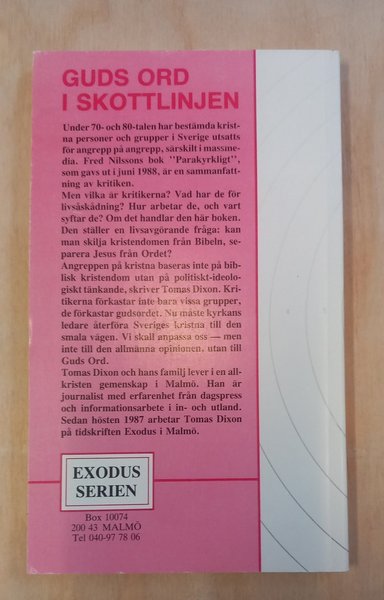 GUDS ORD
I SKOTTLINJEN
Under 70- och 80-talen har bestämda krist-
na personer och grupper i Sverige utsatts
för angrepp på angrepp, särskilt i massme-
dia. Fred Nilssons bok "Parakyrkligt",
som gavs ut i juni 1988, är en sammanfatt-
ning av kritiken.
Men vilka är kritikerna? Vad har de för
livsåskådning? Hur arbetar de, och vart
syftar de? Om det handlar den här boken.
Den ställer en livsavgörande fråga: kan
man skilja kristendomen från Bibeln, se-
parera Jesus från Ordet?
Angreppen på kristna baseras inte på bib-
lisk kristendom utan på politiskt-ideolo-
giskt tänkande, skriver Tomas Dixon. Kri-
tikerna förkastar inte bara vissa grupper,
de förkastar gudsordet. Nu måste kyrkans
ledare återföra Sveriges kristna till den
smala vägen. Vi skall anpassa oss — men
inte till den allmänna opinionen, utan till
Guds Ord.
Tomas Dixon och hans familj lever i en all-
kristen gemenskap i Malmö. Han är
journalist med erfarenhet från dagspress
och informationsarbete i in- och utland.
Sedan hösten 1987 arbetar Tomas Dixon
på tidskriften Exodus i Malmö.
EXODUS
SERIEN
Box 10074
200 43 MALMÖ
Tel 040-97 78 06